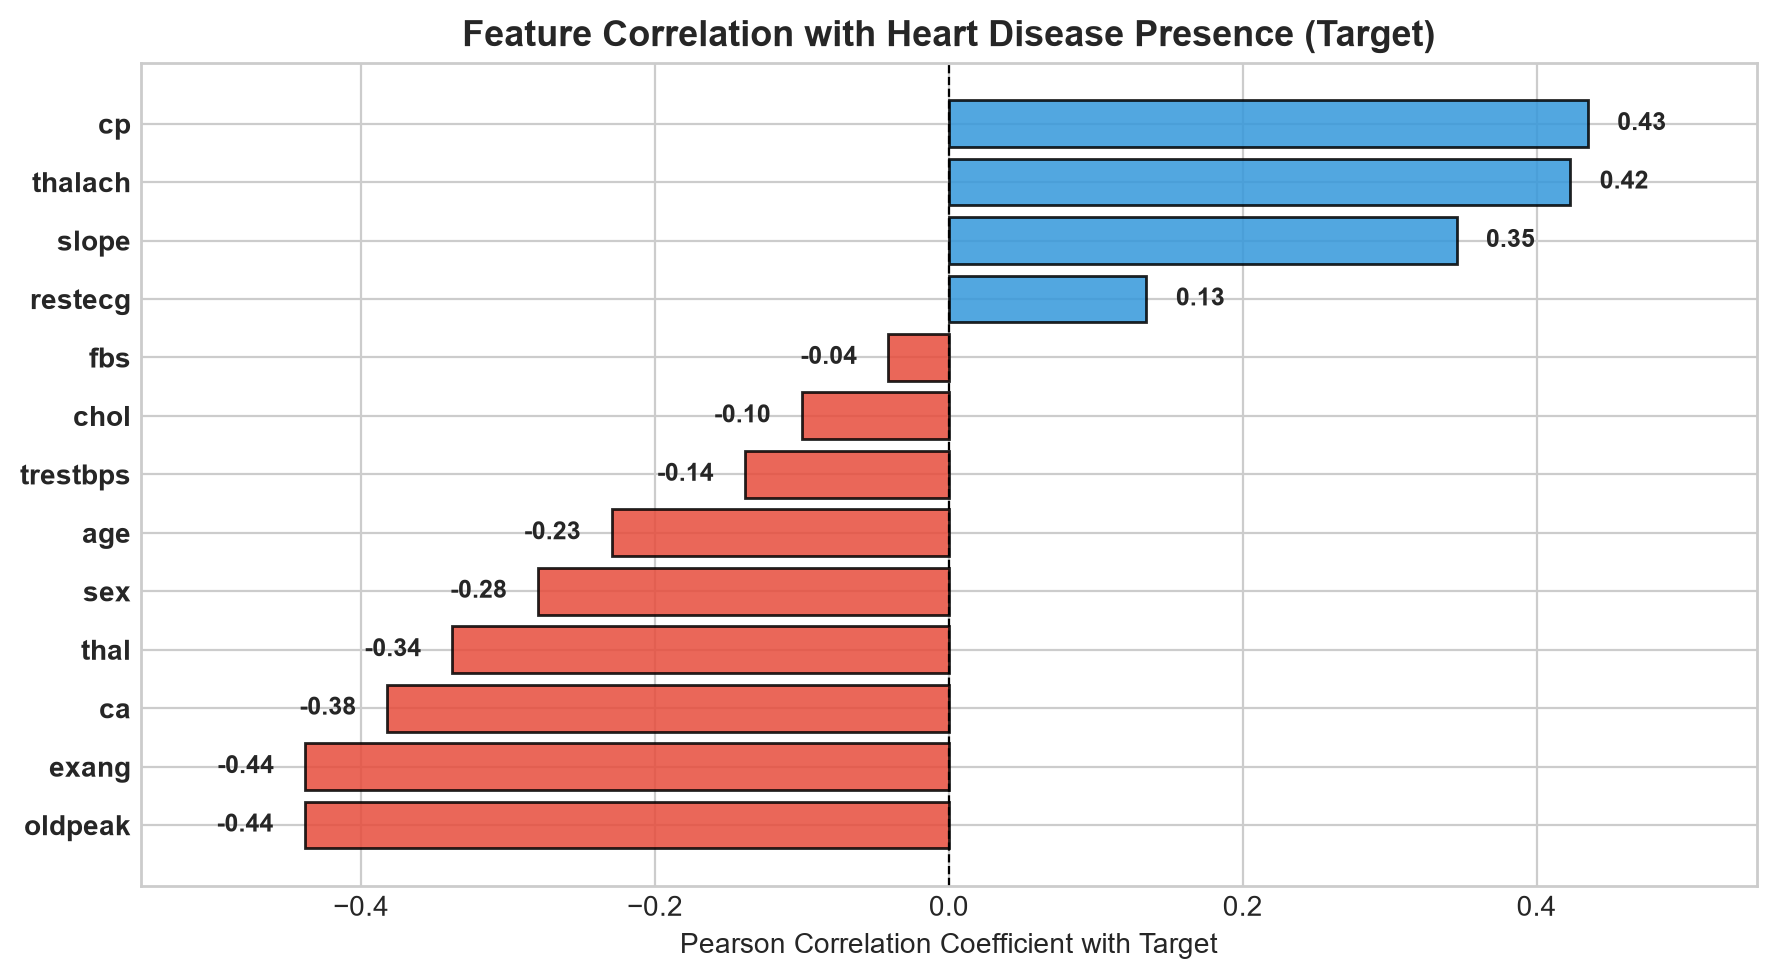 Feature Correlation with Heart Disease Presence (Target)
cp 0.43
thalach 0.42
slope 0.35
restecg 0.13
fbs -0.04
chol -0.10
trestbps -0.14
age -0.23
sex -0.28
thal -0.34
ca -0.38
exang -0.44
oldpeak -0.44
−0.4 −0.2 0.0 0.2 0.4
Pearson Correlation Coefficient with Target